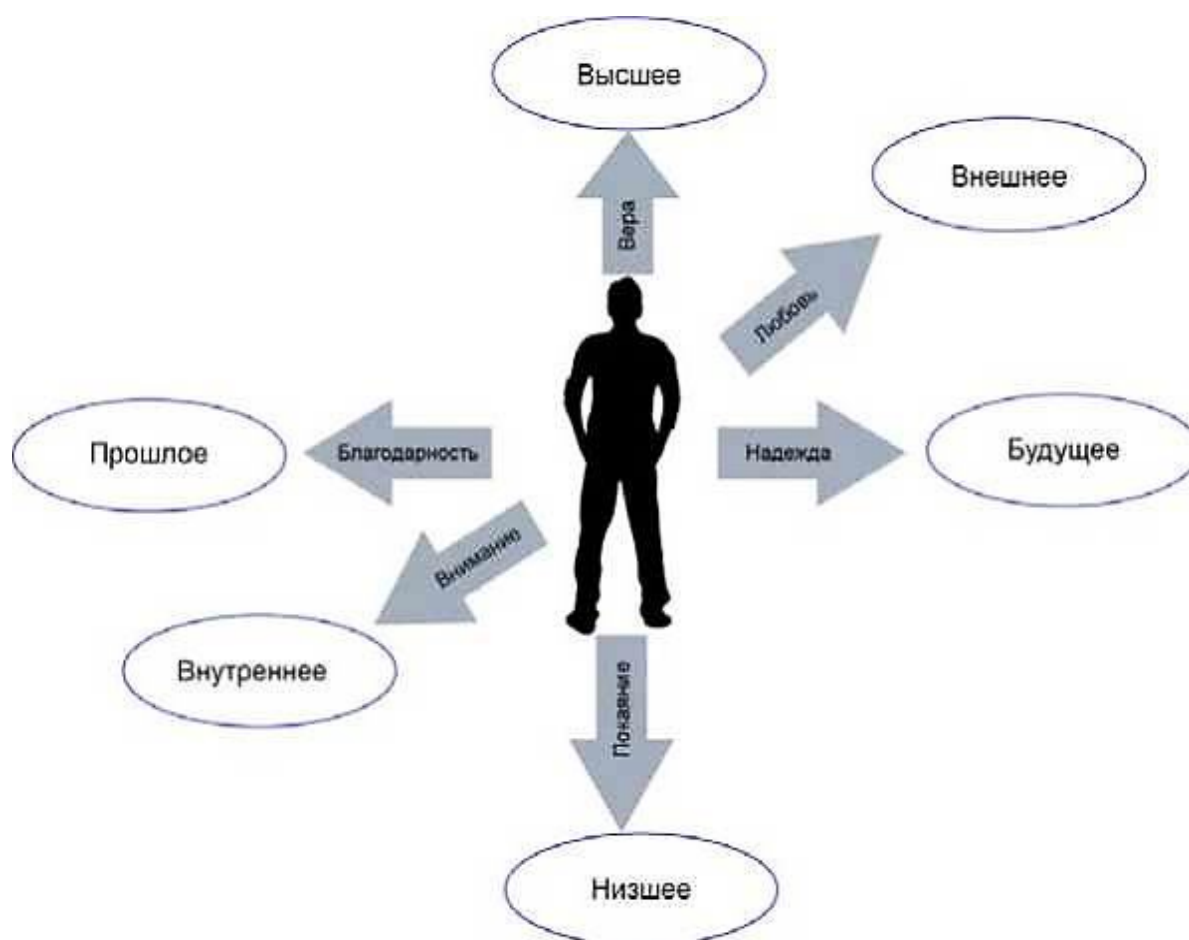 Высшее
Внешнее
Вера
Любовь
Прошлое
Благодарность
Надежда
Будущее
Внимание
Внутреннее
Покаяние
Низшее